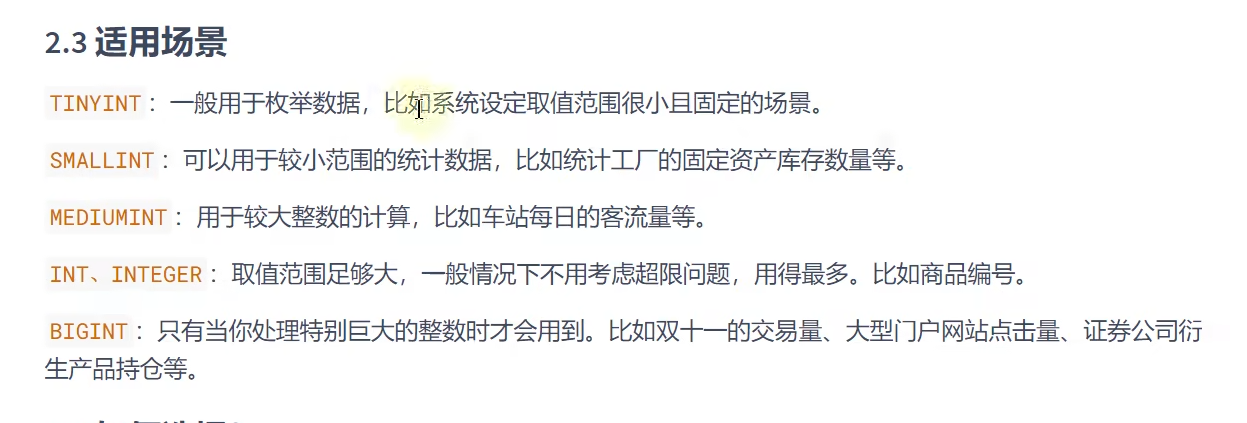 2.3 适用场景
TINYINT：一般用于枚举数据，比如系统设定取值范围很小且固定的场景。
SMALLINT：可以用于较小范围的统计数据，比如统计工厂的固定资产库存数量等。
MEDIUMINT：用于较大整数的计算，比如车站每日的客流量等。
INT、INTEGER：取值范围足够大，一般情况下不用考虑超限问题，用得最多。比如商品编号。
BIGINT：只有当你处理特别巨大的整数时才会用到。比如双十一的交易量、大型门户网站点击量、证券公司衍
生产品持仓等。